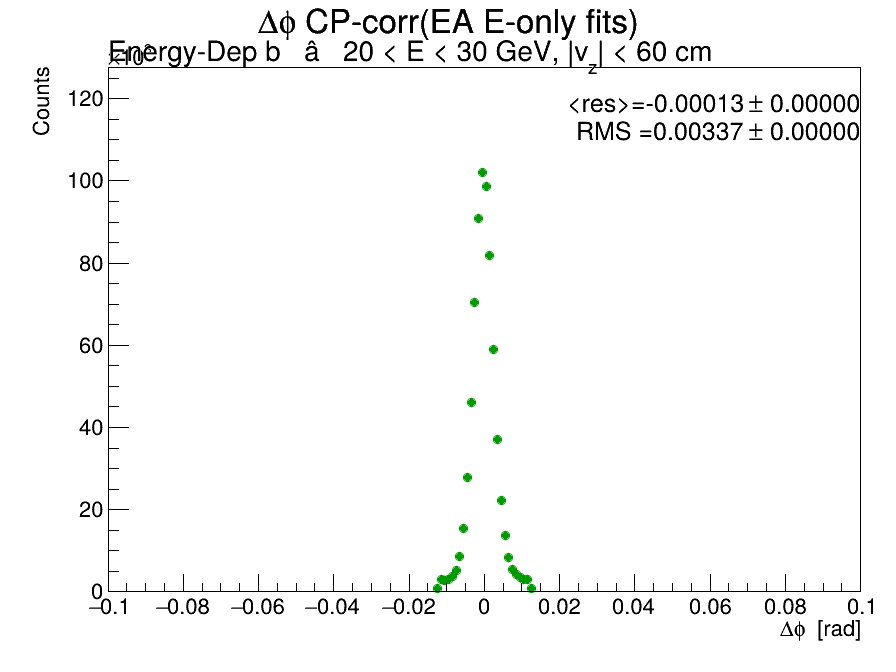 Δϕ CP-corr(EA E-only fits)
Energy-Dep b â 20 < E < 30 GeV, |v_z| < 60 cm
Counts
<res>=-0.00013 ± 0.00000
RMS =0.00337 ± 0.00000
120
100
80
60
40
20
0
−0.1 −0.08 −0.06 −0.04 −0.02 0 0.02 0.04 0.06 0.08 0.1
Δϕ [rad]